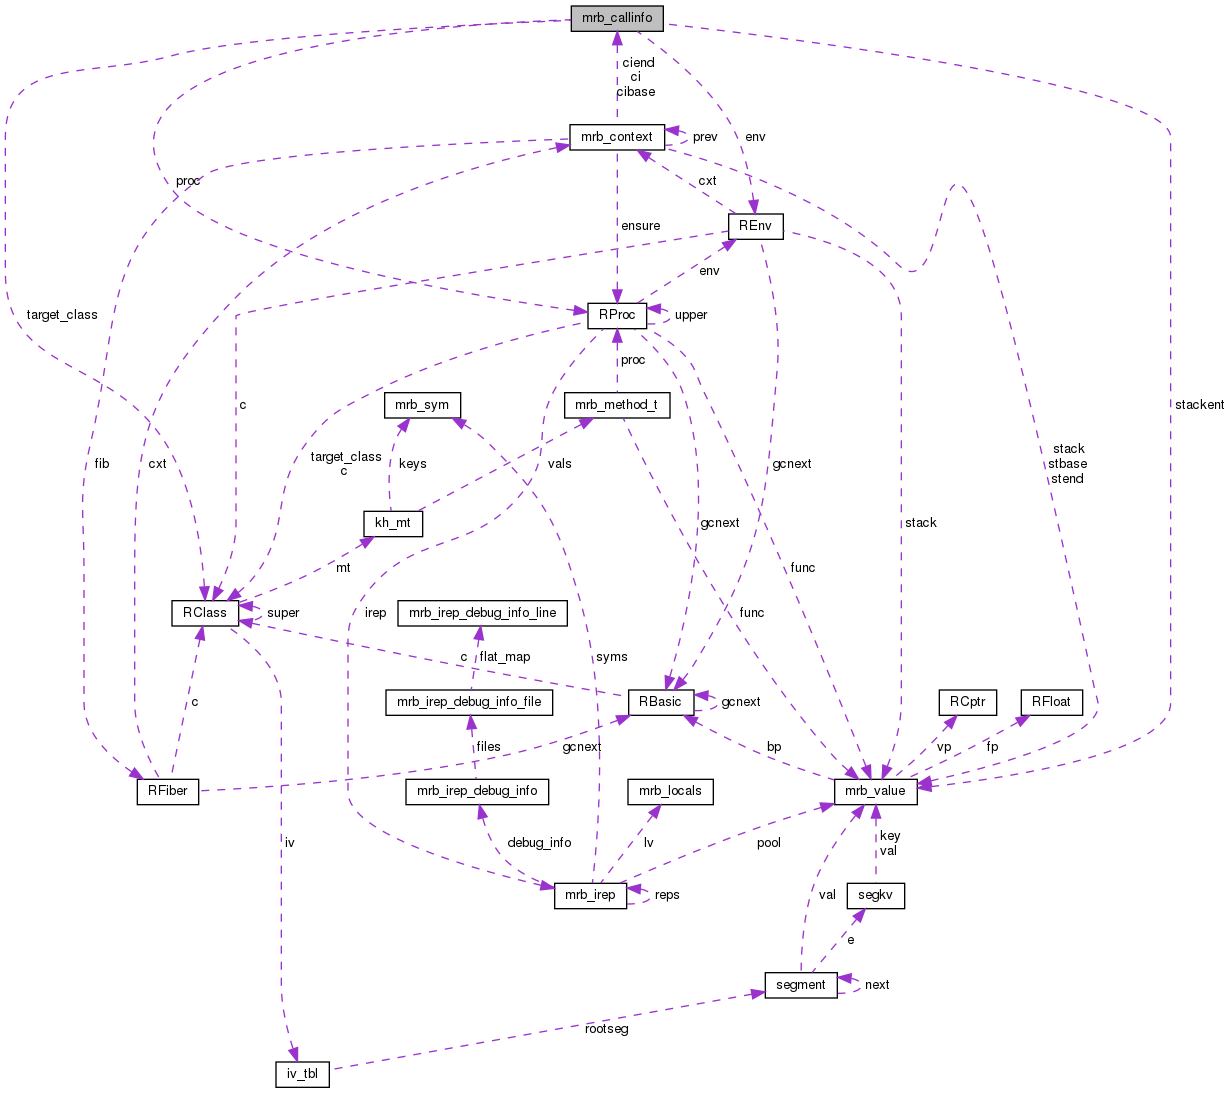 mrb_callinfo
ciend
ci
cibase
mrb_context
prev
env
proc
cxt
REnv
ensure
env
RProc
upper
target_class
proc
mrb_sym
mrb_method_t
c
stackent
target_class
c
fib
cxt
keys
vals
gcnext
stack
stbase
stend
kh_mt
gcnext
stack
mt
func
RClass
super
irep
mrb_irep_debug_info_line
func
c
flat_map
syms
c
mrb_irep_debug_info_file
RBasic
gcnext
RCptr
RFloat
files
gcnext
bp
vp
fp
RFiber
mrb_irep_debug_info
mrb_locals
mrb_value
iv
debug_info
lv
pool
key
val
mrb_irep
reps
val
segkv
e
segment
next
rootseg
iv_tbl